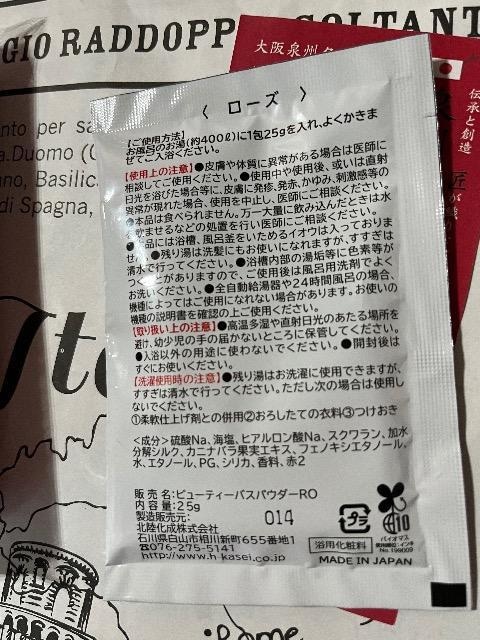 GIO RADDOPP
OLTANT
大阪泉州
伝承と創造
匠
nto per sa
a.Duomo (
no, Basilic
di Spagna,
〈 ローズ 〉
【ご使用方法】
お風呂のお湯(約400ℓ)に1包25gを入れ、よくかきま
ぜてご入浴ください。
【使用上の注意】●皮膚や体質に異常がある場合は医師に
相談してご使用ください。●使用中や使用後、或いは直射
日光を浴びた場合等に、皮膚に発疹、発赤、かゆみ、刺激感等の
異常が現れた場合、使用を中止し、医師にご相談ください。
●本品は食べられません。万一大量に飲み込んだときは水
を飲ませるなどの処置を行い医師にご相談ください。
●本品には浴槽、風呂釜をいためるイオウは入っておりま
せん。●残り湯は洗髪にもお使いになれますが、すすぎは
清水で行ってください。●浴槽内部の湯垢等に色素等が
つくことがありますので、ご使用後は風呂用洗剤でよく
お洗いください。●全自動給湯器や24時間風呂の場合、
機種によってはご使用になれない場合があります。お使いの
機種の説明書を確認の上ご使用ください。
【取り扱い上の注意】●高温多湿や直射日光のあたる場所を
避け、幼少児の手の届かないところに保管してください。
●入浴以外の用途に使わないでください。●開封後は
すぐにお使いください。
【洗濯使用時の注意】●残り湯はお洗濯に使用できますが、
すすぎは清水で行ってください。ただし次の場合は使用し
ないでください。
①柔軟仕上げ剤との併用②おろしたての衣料③つけおき
<成分>硫酸Na、海塩、ヒアルロン酸Na、スクワラン、加水
分解シルク、カニナバラ果実エキス、フェノキシエタノール、
水、エタノール、PG、シリカ、香料、赤2
販売名:ビューティーバスパウダーRO
内容量:25g
製造販売元:
014
北陸化成株式会社
石川県白山市相川新町655番地1
☎076-275-5141
http://www.h-kasei.co.jp
プラ
10
バイオマス
No.199009
浴用化粧料
MADE IN JAPAN
Rome